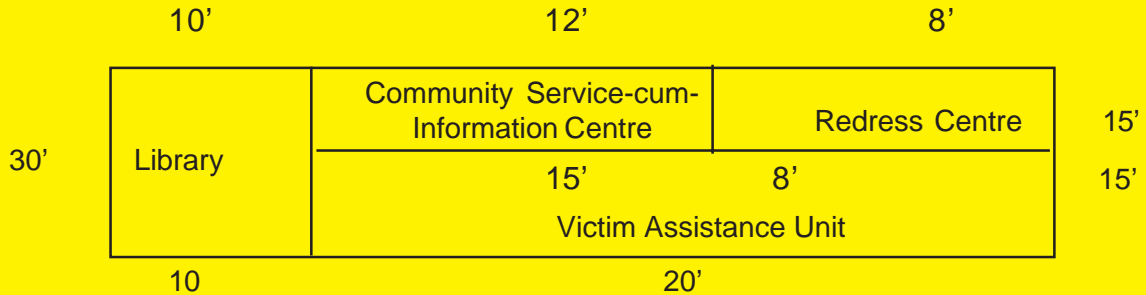 10’
12’
8’
Community Service-cum-
Information Centre
Redress Centre
15’
30’
Library
15’
8’
15’
Victim Assistance Unit
10
20’